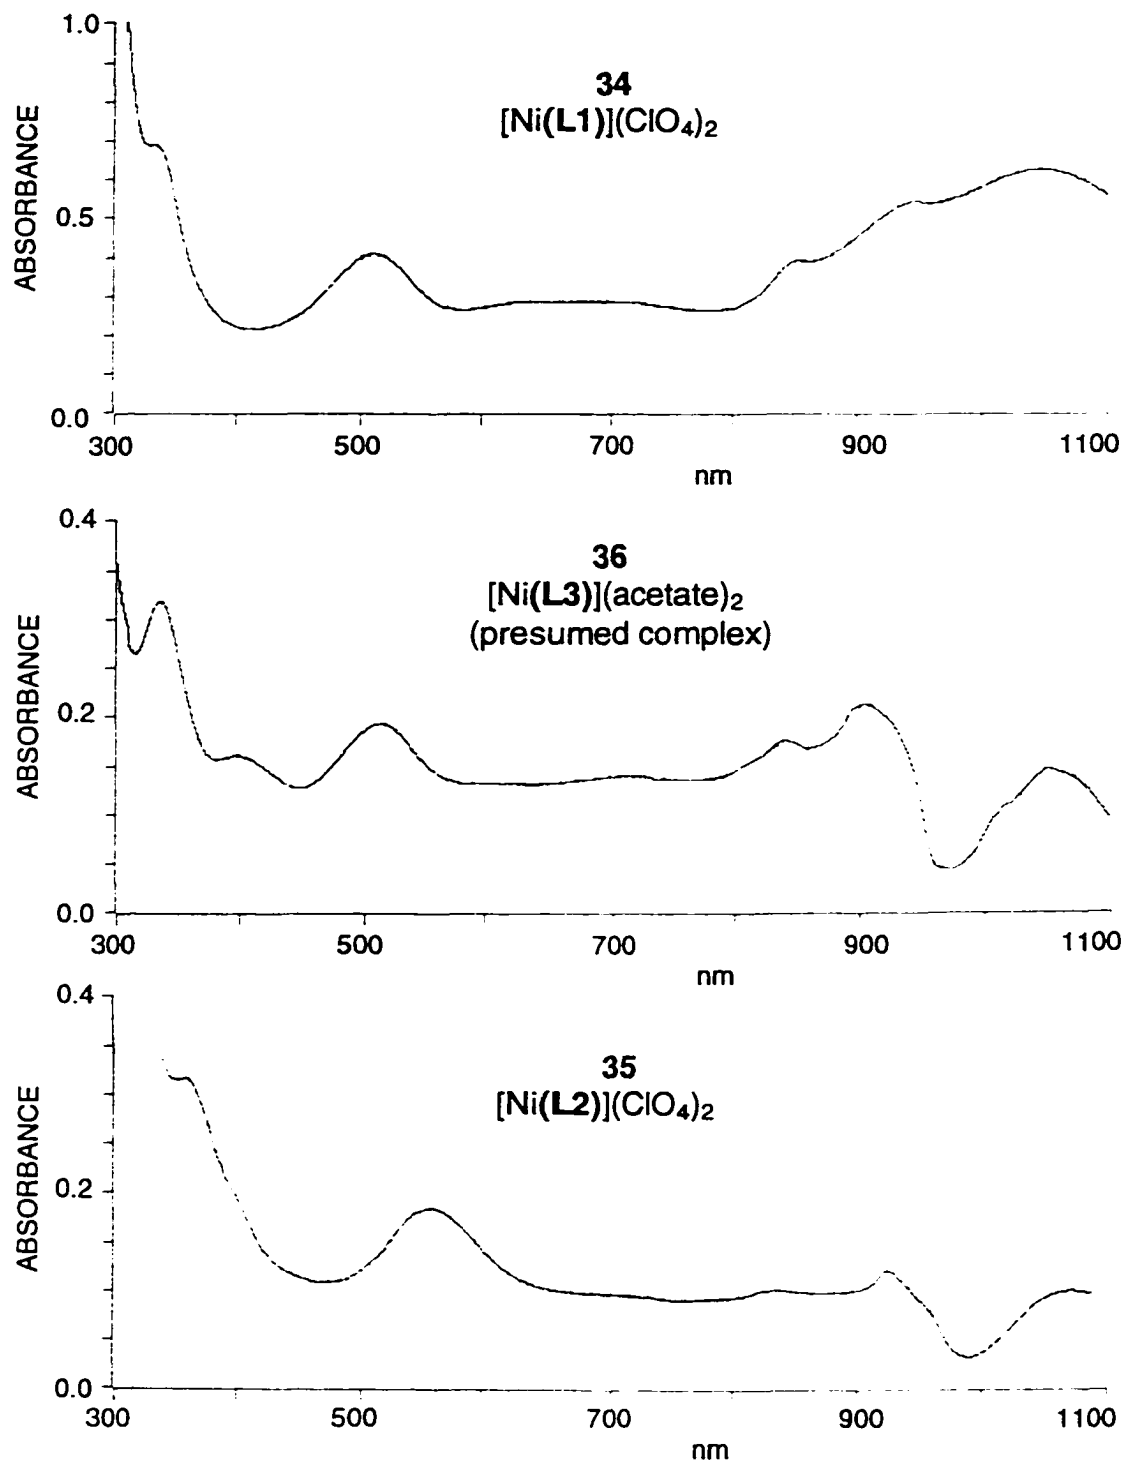 1.0
34
[Ni(L1)](ClO₄)₂
ABSORBANCE
0.5
0.0
300 500 700 900 1100
nm
0.4
36
[Ni(L3)](acetate)₂
(presumed complex)
ABSORBANCE
0.2
0.0
300 500 700 900 1100
nm
0.4
35
[Ni(L2)](ClO₄)₂
ABSORBANCE
0.2
0.0
300 500 700 900 1100
nm